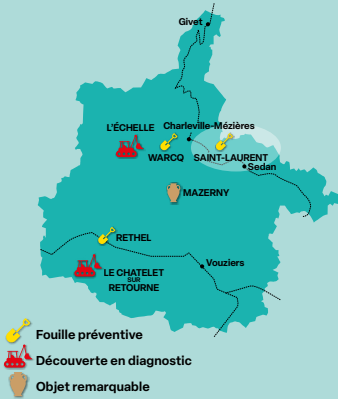 Givet
L'ÉCHELLE
Charleville-Mézières
WARCQ
SAINT-LAURENT
Sedan
MAZERNY
RETHEL
Vouziers
LE CHATELET
SUR
RETOURNE
Fouille préventive
Découverte en diagnostic
Objet remarquable